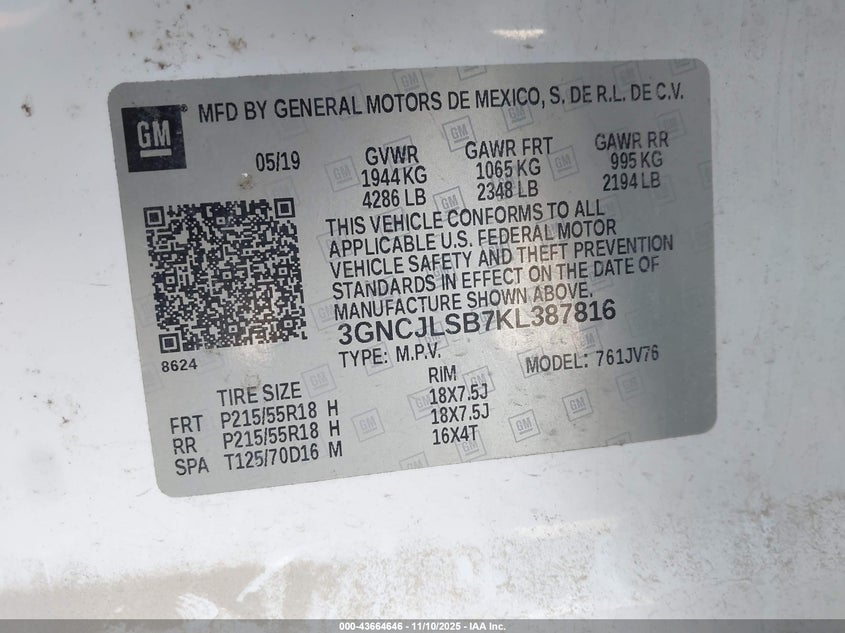 GM ® MFD BY GENERAL MOTORS DE MEXICO, S. DE R.L. DE C.V.
05/19 GVWR GAWR FRT GAWR RR
1944 KG 1065 KG 995 KG
4286 LB 2348 LB 2194 LB
THIS VEHICLE CONFORMS TO ALL
APPLICABLE U.S. FEDERAL MOTOR
VEHICLE SAFETY AND THEFT PREVENTION
STANDARDS IN EFFECT ON THE DATE OF
MANUFACTURE SHOWN ABOVE.
3GNCJLSB7KL387816
8624 TYPE: M.P.V. MODEL: 761JV76
TIRE SIZE RIM
FRT P215/55R18 H 18X7.5J
RR P215/55R18 H 18X7.5J
SPA T125/70D16 M 16X4T
000-43664646 - 11/10/2025 - IAA Inc.